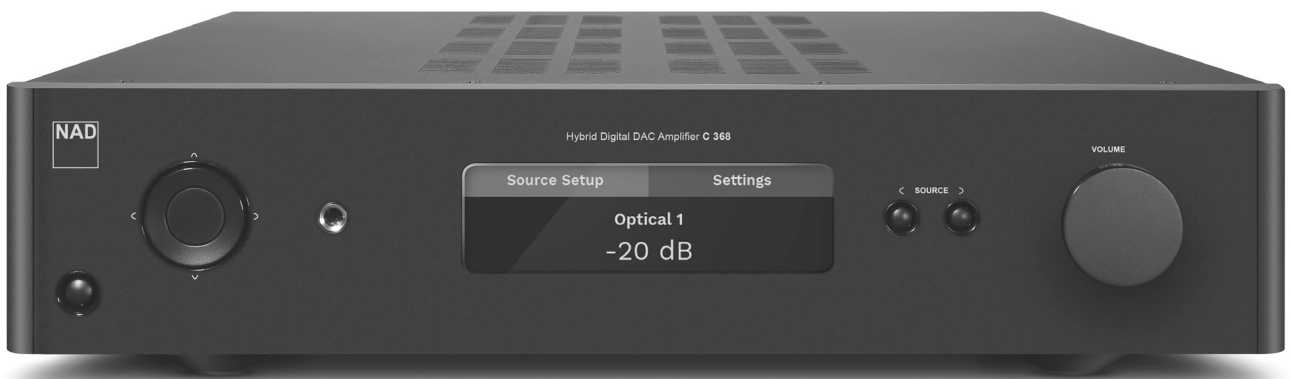 NAD
Hybrid Digital DAC Amplifier C 368
Source Setup
Settings
Optical 1
-20 dB
< SOURCE >
VOLUME